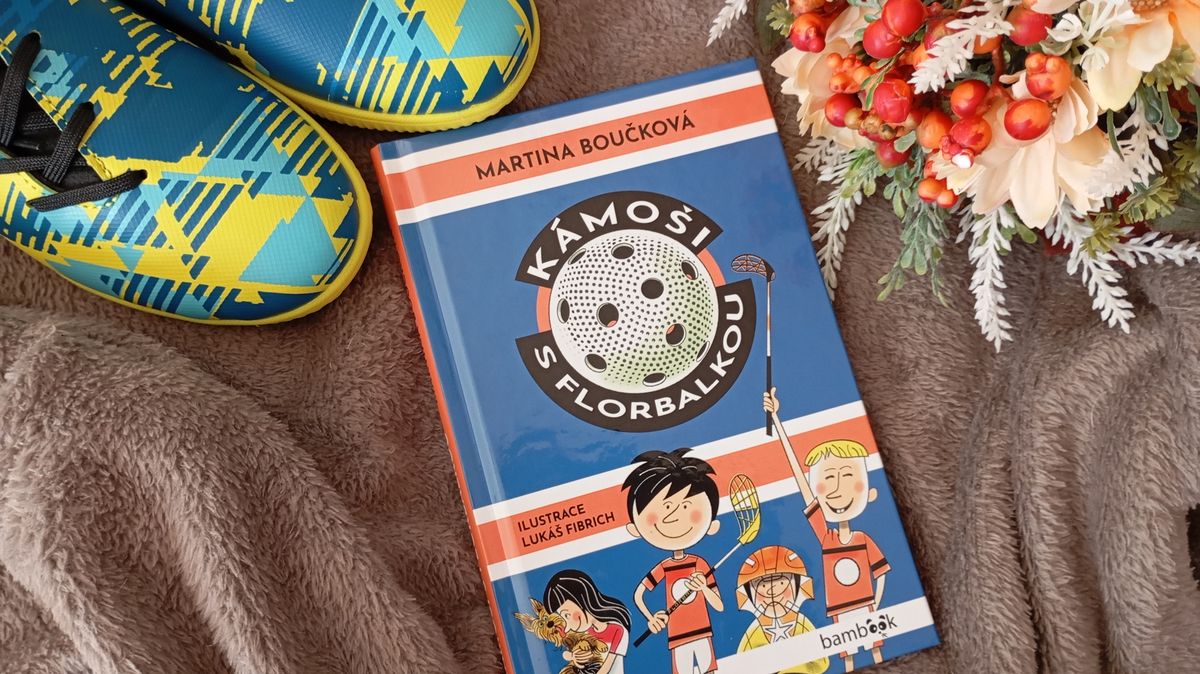 MARTINA BOUČKOVÁ
KÁMOŠI
S FLORBALKOU
ILUSTRACE
LUKÁŠ FIBRICH
bambook